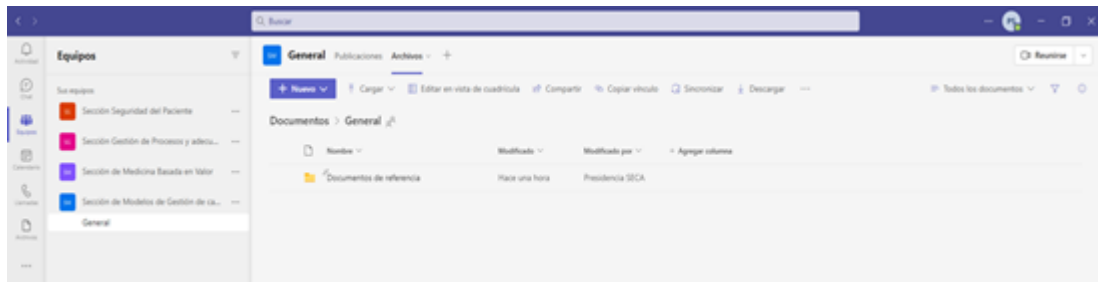 Buscar
Actividad
Chat
Equipos
Calendario
Llamadas
Archivos
Equipos
Sus equipos
Sección Seguridad del Paciente
Sección Gestión de Procesos y adecu...
Sección de Medicina Basada en Valor
Sección de Modelos de Gestión de ca...
General
General Publicaciones Archivos
Reunirse
+ Nuevo Cargar Editar en vista de cuadrícula Compartir Copiar vínculo Sincronizar Descargar ... Todos los documentos
Documentos > General
Nombre Modificado Modificado por + Agregar columna
Documentos de referencia Hace una hora Presidencia SECA